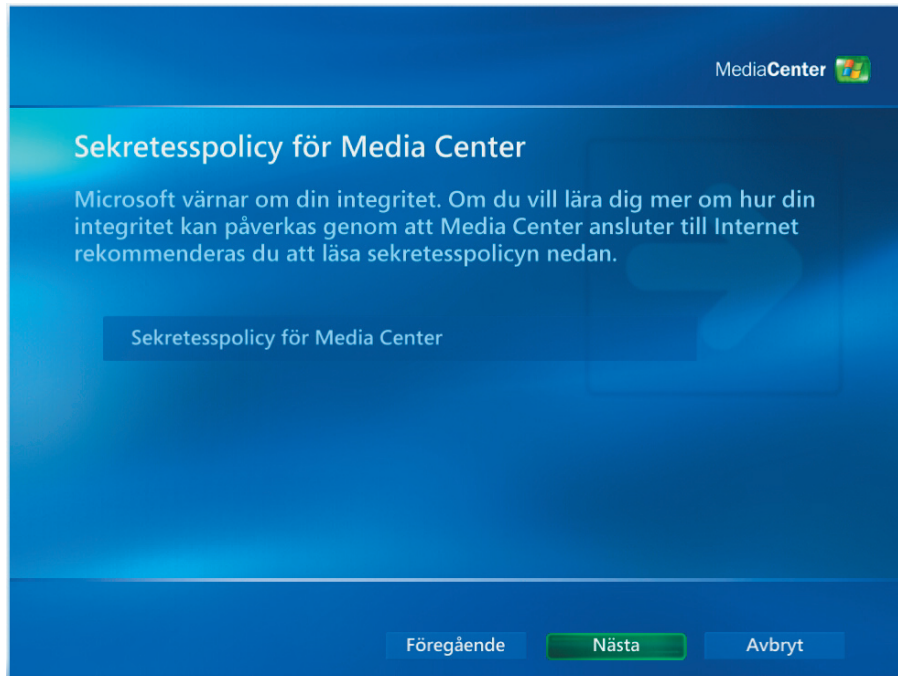 MediaCenter
Sekretesspolicy för Media Center
Microsoft värnar om din integritet. Om du vill lära dig mer om hur din
integritet kan påverkas genom att Media Center ansluter till Internet
rekommenderas du att läsa sekretesspolicyn nedan.
Sekretesspolicy för Media Center
Föregående
Nästa
Avbryt